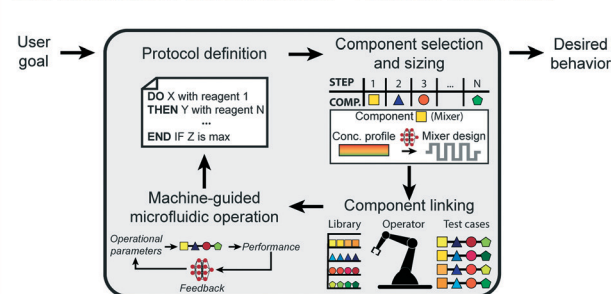 User
goal
Protocol definition
DO X with reagent 1
THEN Y with reagent N
...
END IF Z is max
Component selection
and sizing
STEP 1 2 3 ... N
COMP.
Component (Mixer)
Conc. profile Mixer design
Desired
behavior
Machine-guided
microfluidic operation
Operational
parameters
Performance
Feedback
Component linking
Library Operator Test cases